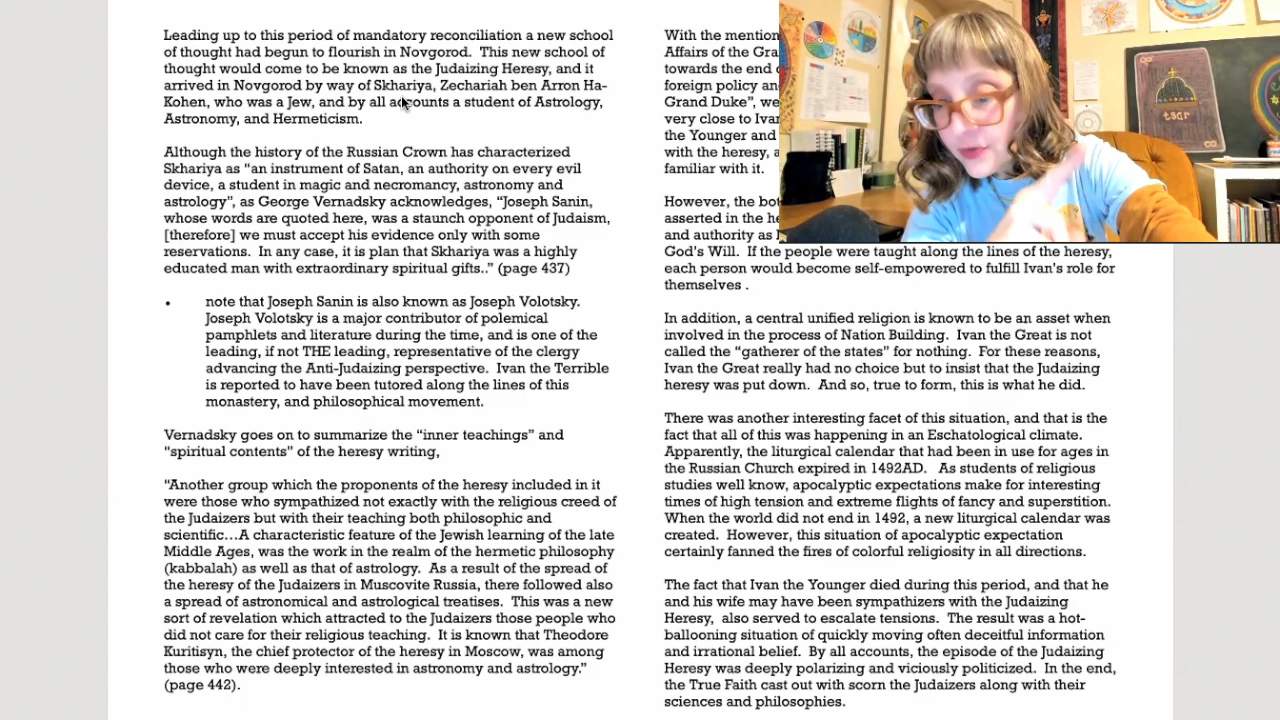 Leading up to this period of mandatory reconciliation a new school
of thought had begun to flourish in Novgorod.  This new school of
thought would come to be known as the Judaizing Heresy, and it
arrived in Novgorod by way of Skhariya, Zechariah ben Arron Ha-
Kohen, who was a Jew, and by all accounts a student of Astrology,
Astronomy, and Hermeticism.
Although the history of the Russian Crown has characterized
Skhariya as “an instrument of Satan, an authority on every evil
device, a student in magic and necromancy, astronomy and
astrology”, as George Vernadsky acknowledges, “Joseph Sanin,
whose words are quoted here, was a staunch opponent of Judaism,
[therefore] we must accept his evidence only with some
reservations.  In any case, it is plan that Skhariya was a highly
educated man with extraordinary spiritual gifts..” (page 437)
• note that Joseph Sanin is also known as Joseph Volotsky.
Joseph Volotsky is a major contributor of polemical
pamphlets and literature during the time, and is one of the
leading, if not THE leading, representative of the clergy
advancing the Anti-Judaizing perspective.  Ivan the Terrible
is reported to have been tutored along the lines of this
monastery, and philosophical movement.
Vernadsky goes on to summarize the “inner teachings” and
“spiritual contents” of the heresy writing,
“Another group which the proponents of the heresy included in it
were those who sympathized not exactly with the religious creed of
the Judaizers but with their teaching both philosophic and
scientific...A characteristic feature of the Jewish learning of the late
Middle Ages, was the work in the realm of the hermetic philosophy
(kabbalah) as well as that of astrology.  As a result of the spread of
the heresy of the Judaizers in Muscovite Russia, there followed also
a spread of astronomical and astrological treatises.  This was a new
sort of revelation which attracted to the Judaizers those people who
did not care for their religious teaching.  It is known that Theodore
Kuritisyn, the chief protector of the heresy in Moscow, was among
those who were deeply interested in astronomy and astrology.”
(page 442).
With the mention
Affairs of the Gra
towards the end o
foreign policy and
Grand Duke”, we
very close to Ivan
the Younger and
with the heresy, a
familiar with it.
However, the bot
asserted in the he
and authority as I
God’s Will.  If the people were taught along the lines of the heresy,
each person would become self-empowered to fulfill Ivan’s role for
themselves .
In addition, a central unified religion is known to be an asset when
involved in the process of Nation Building.  Ivan the Great is not
called the “gatherer of the states” for nothing.  For these reasons,
Ivan the Great really had no choice but to insist that the Judaizing
heresy was put down.  And so, true to form, this is what he did.
There was another interesting facet of this situation, and that is the
fact that all of this was happening in an Eschatological climate.
Apparently, the liturgical calendar that had been in use for ages in
the Russian Church expired in 1492AD.   As students of religious
studies well know, apocalyptic expectations make for interesting
times of high tension and extreme flights of fancy and superstition.
When the world did not end in 1492, a new liturgical calendar was
created.  However, this situation of apocalyptic expectation
certainly fanned the fires of colorful religiosity in all directions.
The fact that Ivan the Younger died during this period, and that he
and his wife may have been sympathizers with the Judaizing
Heresy,  also served to escalate tensions.  The result was a hot-
ballooning situation of quickly moving often deceitful information
and irrational belief.  By all accounts, the episode of the Judaizing
Heresy was deeply polarizing and viciously politicized.  In the end,
the True Faith cast out with scorn the Judaizers along with their
sciences and philosophies.
tsar